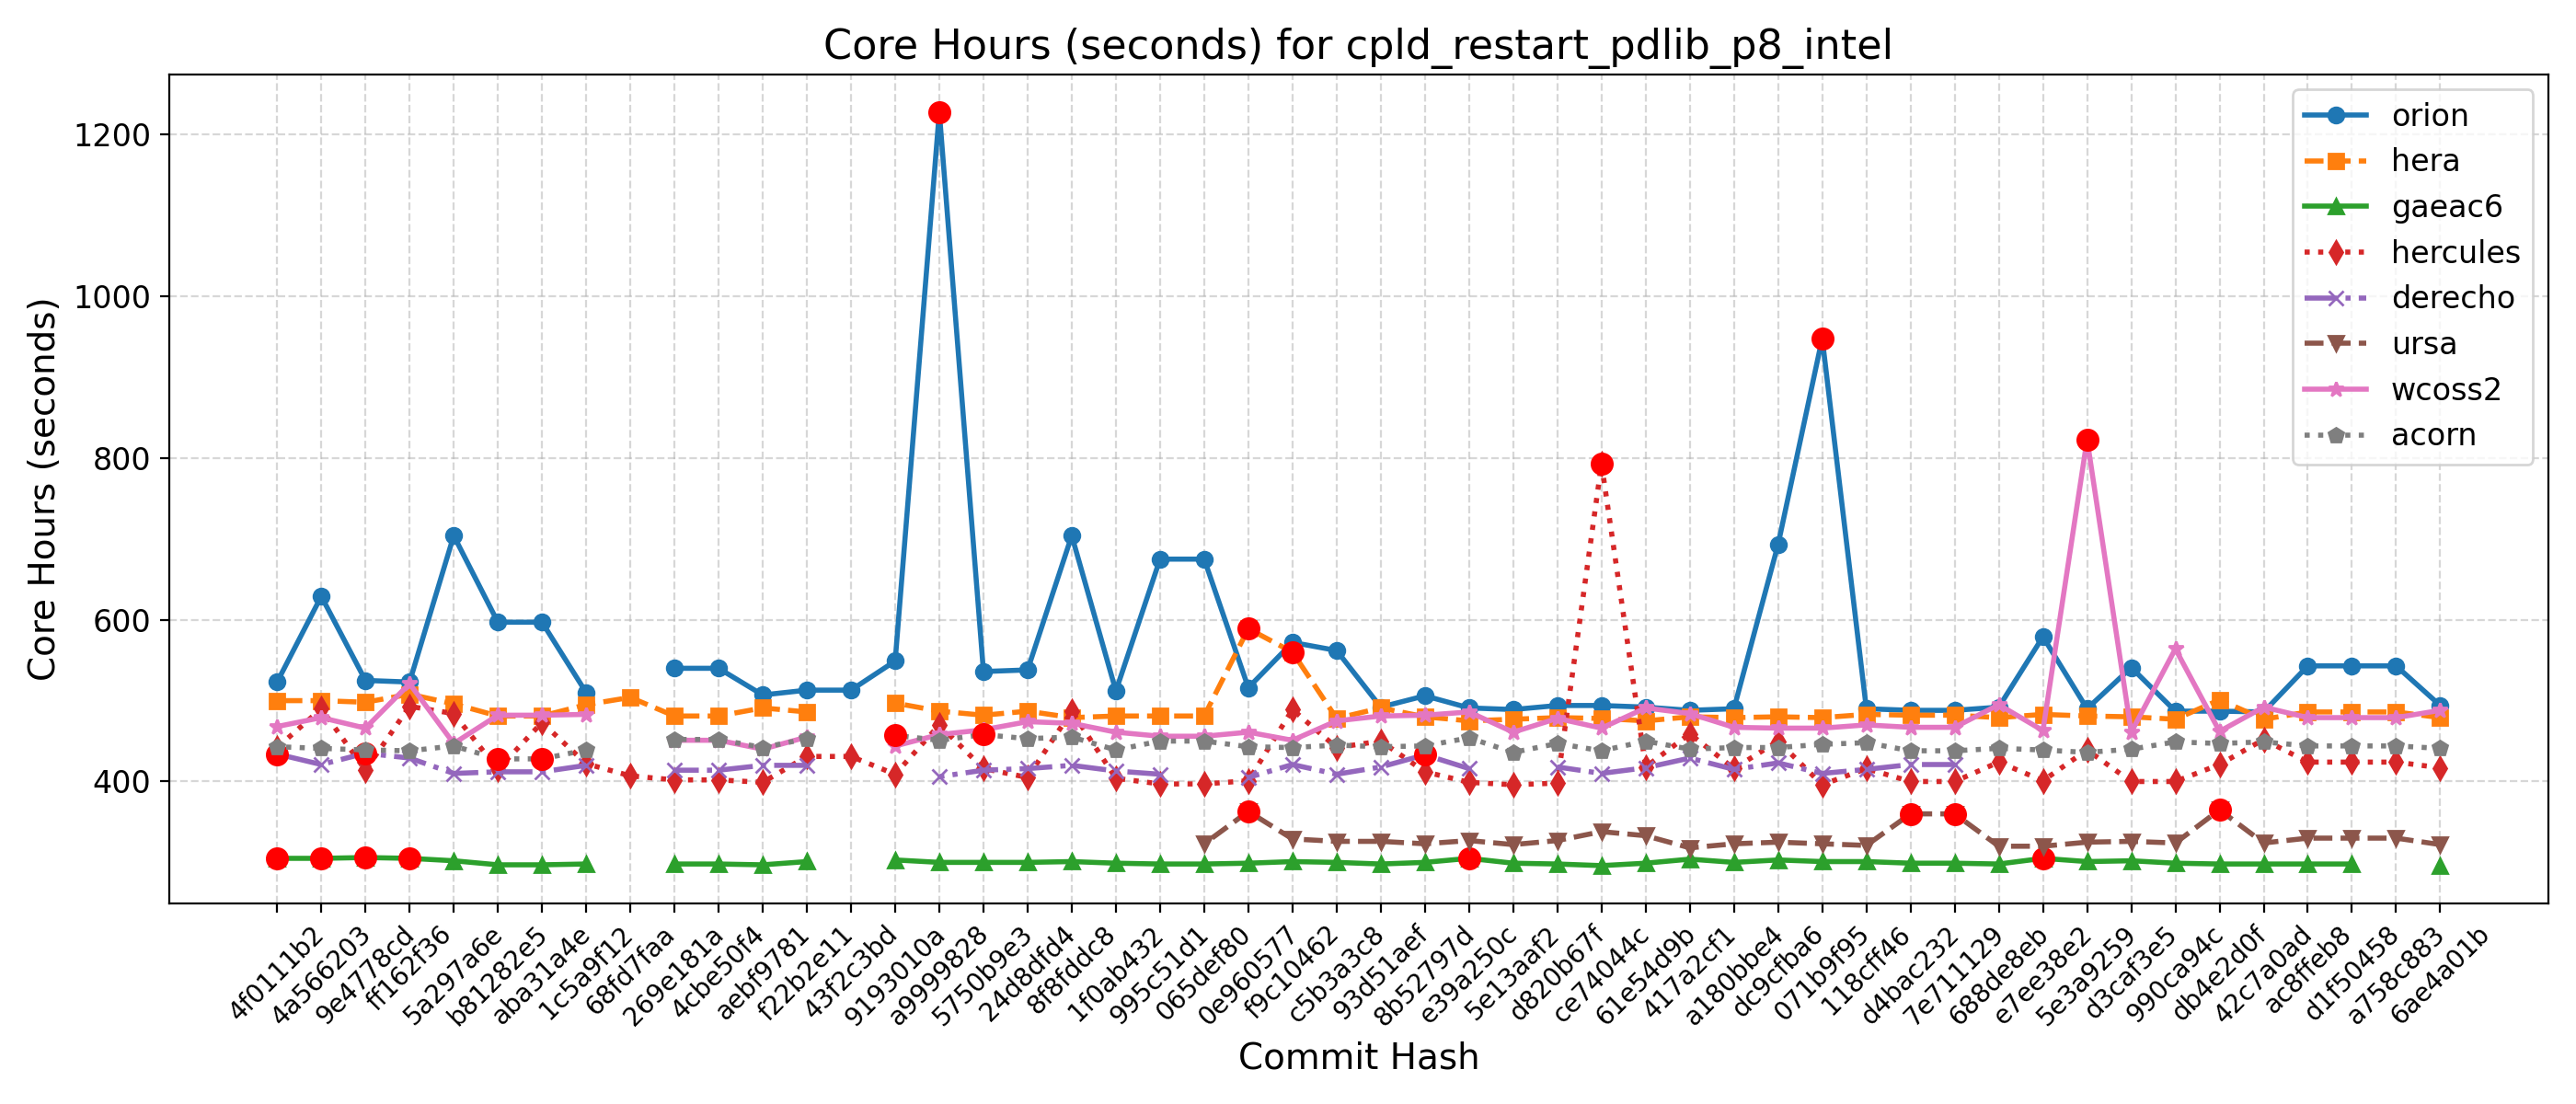 Core Hours (seconds) for cpld_restart_pdlib_p8_intel
Core Hours (seconds)
1200
1000
800
600
400
orion
hera
gaeac6
hercules
derecho
ursa
wcoss2
acorn
4f0111b2
4a566203
9e4778cd
ff162f36
5a297a6e
b81282e5
aba31a4e
1c5a9f12
68fd7faa
269e181a
4cbe50f4
aebf9781
f22b2e11
43f2c3bd
9193010a
a9999828
5750b9e3
24d8dfd4
8f8fddc8
1f0ab432
995c51d1
065def80
0e960577
f9c10462
c5b3a3c8
93d51aef
8b52797d
e39a250c
5e13aaf2
d820b67f
ce74044c
61e54d9b
417a2cf1
a180bbe4
dc9cfba6
071b9f95
118cff46
d4bac232
7e711129
688de8eb
e7ee38e2
5e3a9259
d3caf3e5
990ca94c
db4e2d0f
42c7a0ad
ac8ffeb8
d1f50458
a758c883
6ae4a01b
Commit Hash